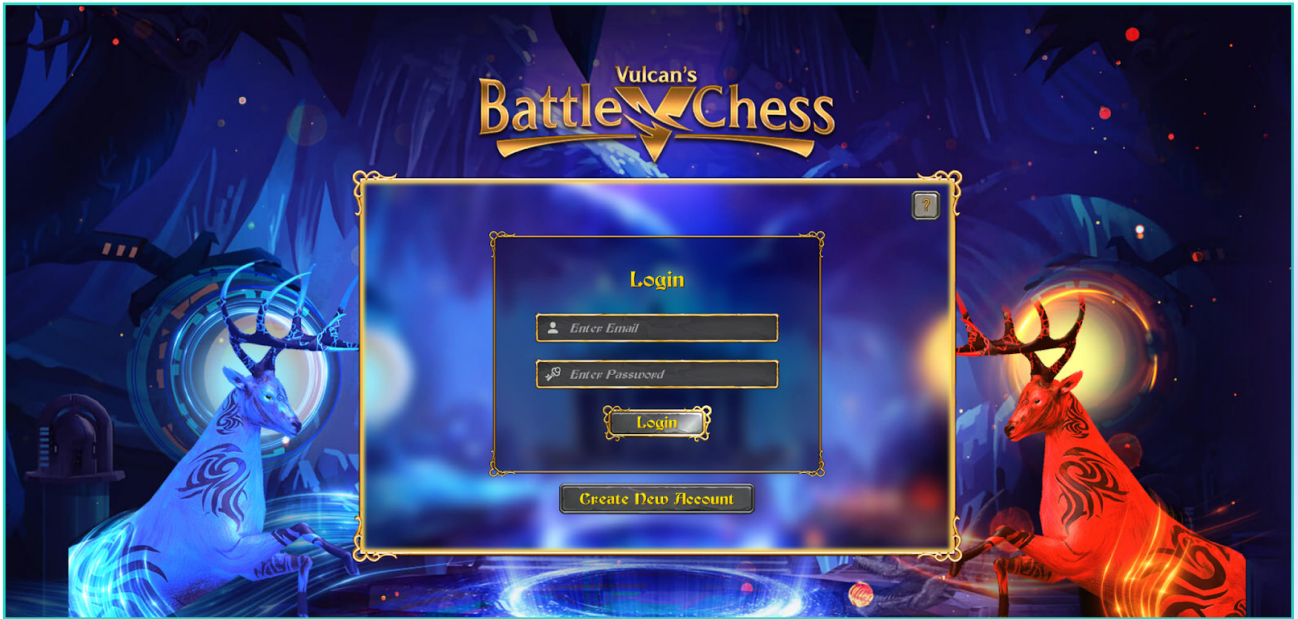 Vulcan's
Battle Chess
?
Login
Enter Email
Enter Password
Login
Create New Account